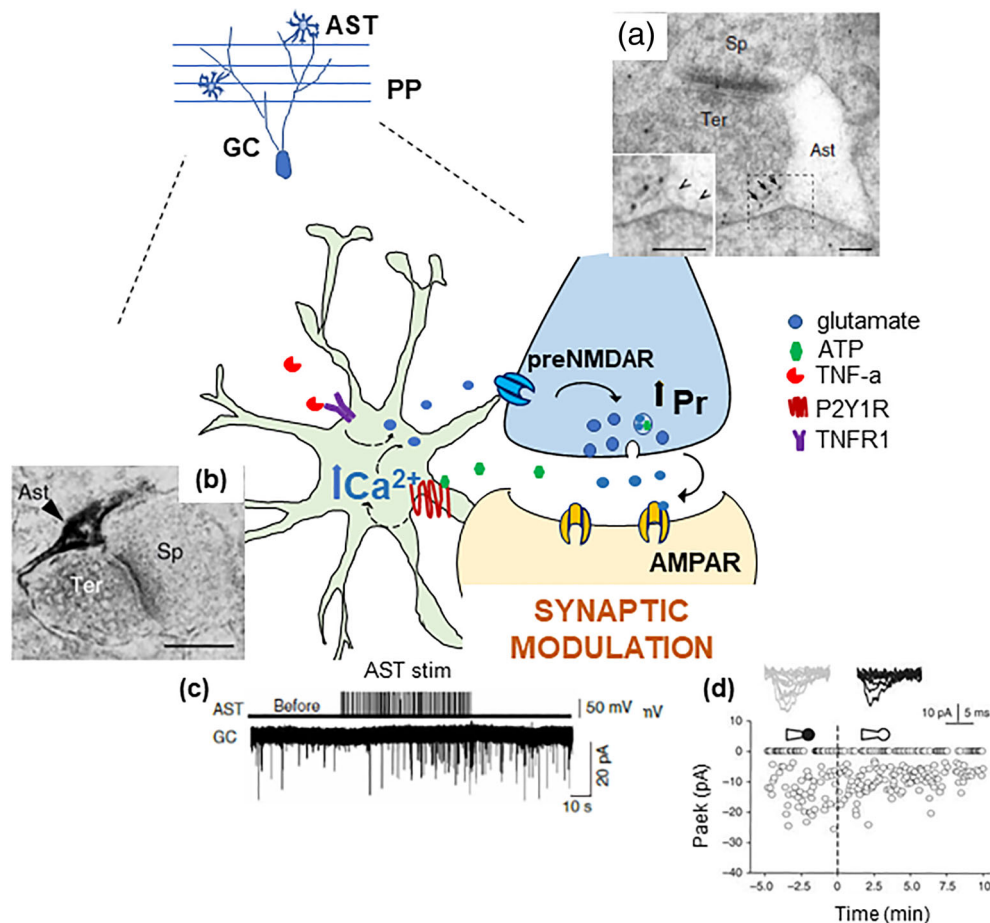 AST
PP
GC
(a)
Sp
Ter
Ast
preNMDAR
Pr
Ca²⁺
AMPAR
SYNAPTIC
MODULATION
glutamate
ATP
TNF-a
P2Y1R
TNFR1
(b)
Ast
Sp
Ter
(c)
AST stim
AST
Before
50 mV
nV
GC
20 pA
10 s
(d)
10 pA
5 ms
Paek (pA)
10
0
-10
-20
-30
-40
-5.0
-2.5
0
2.5
5
7.5
10
Time (min)